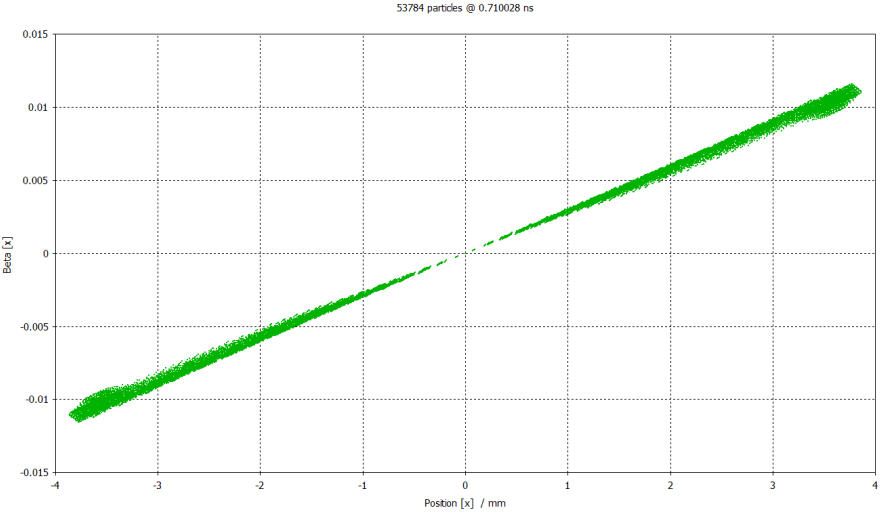 53784 particles @ 0.710028 ns
0.015
0.01
0.005
0
-0.005
-0.01
-0.015
Beta [x]
-4 -3 -2 -1 0 1 2 3 4
Position [x] / mm